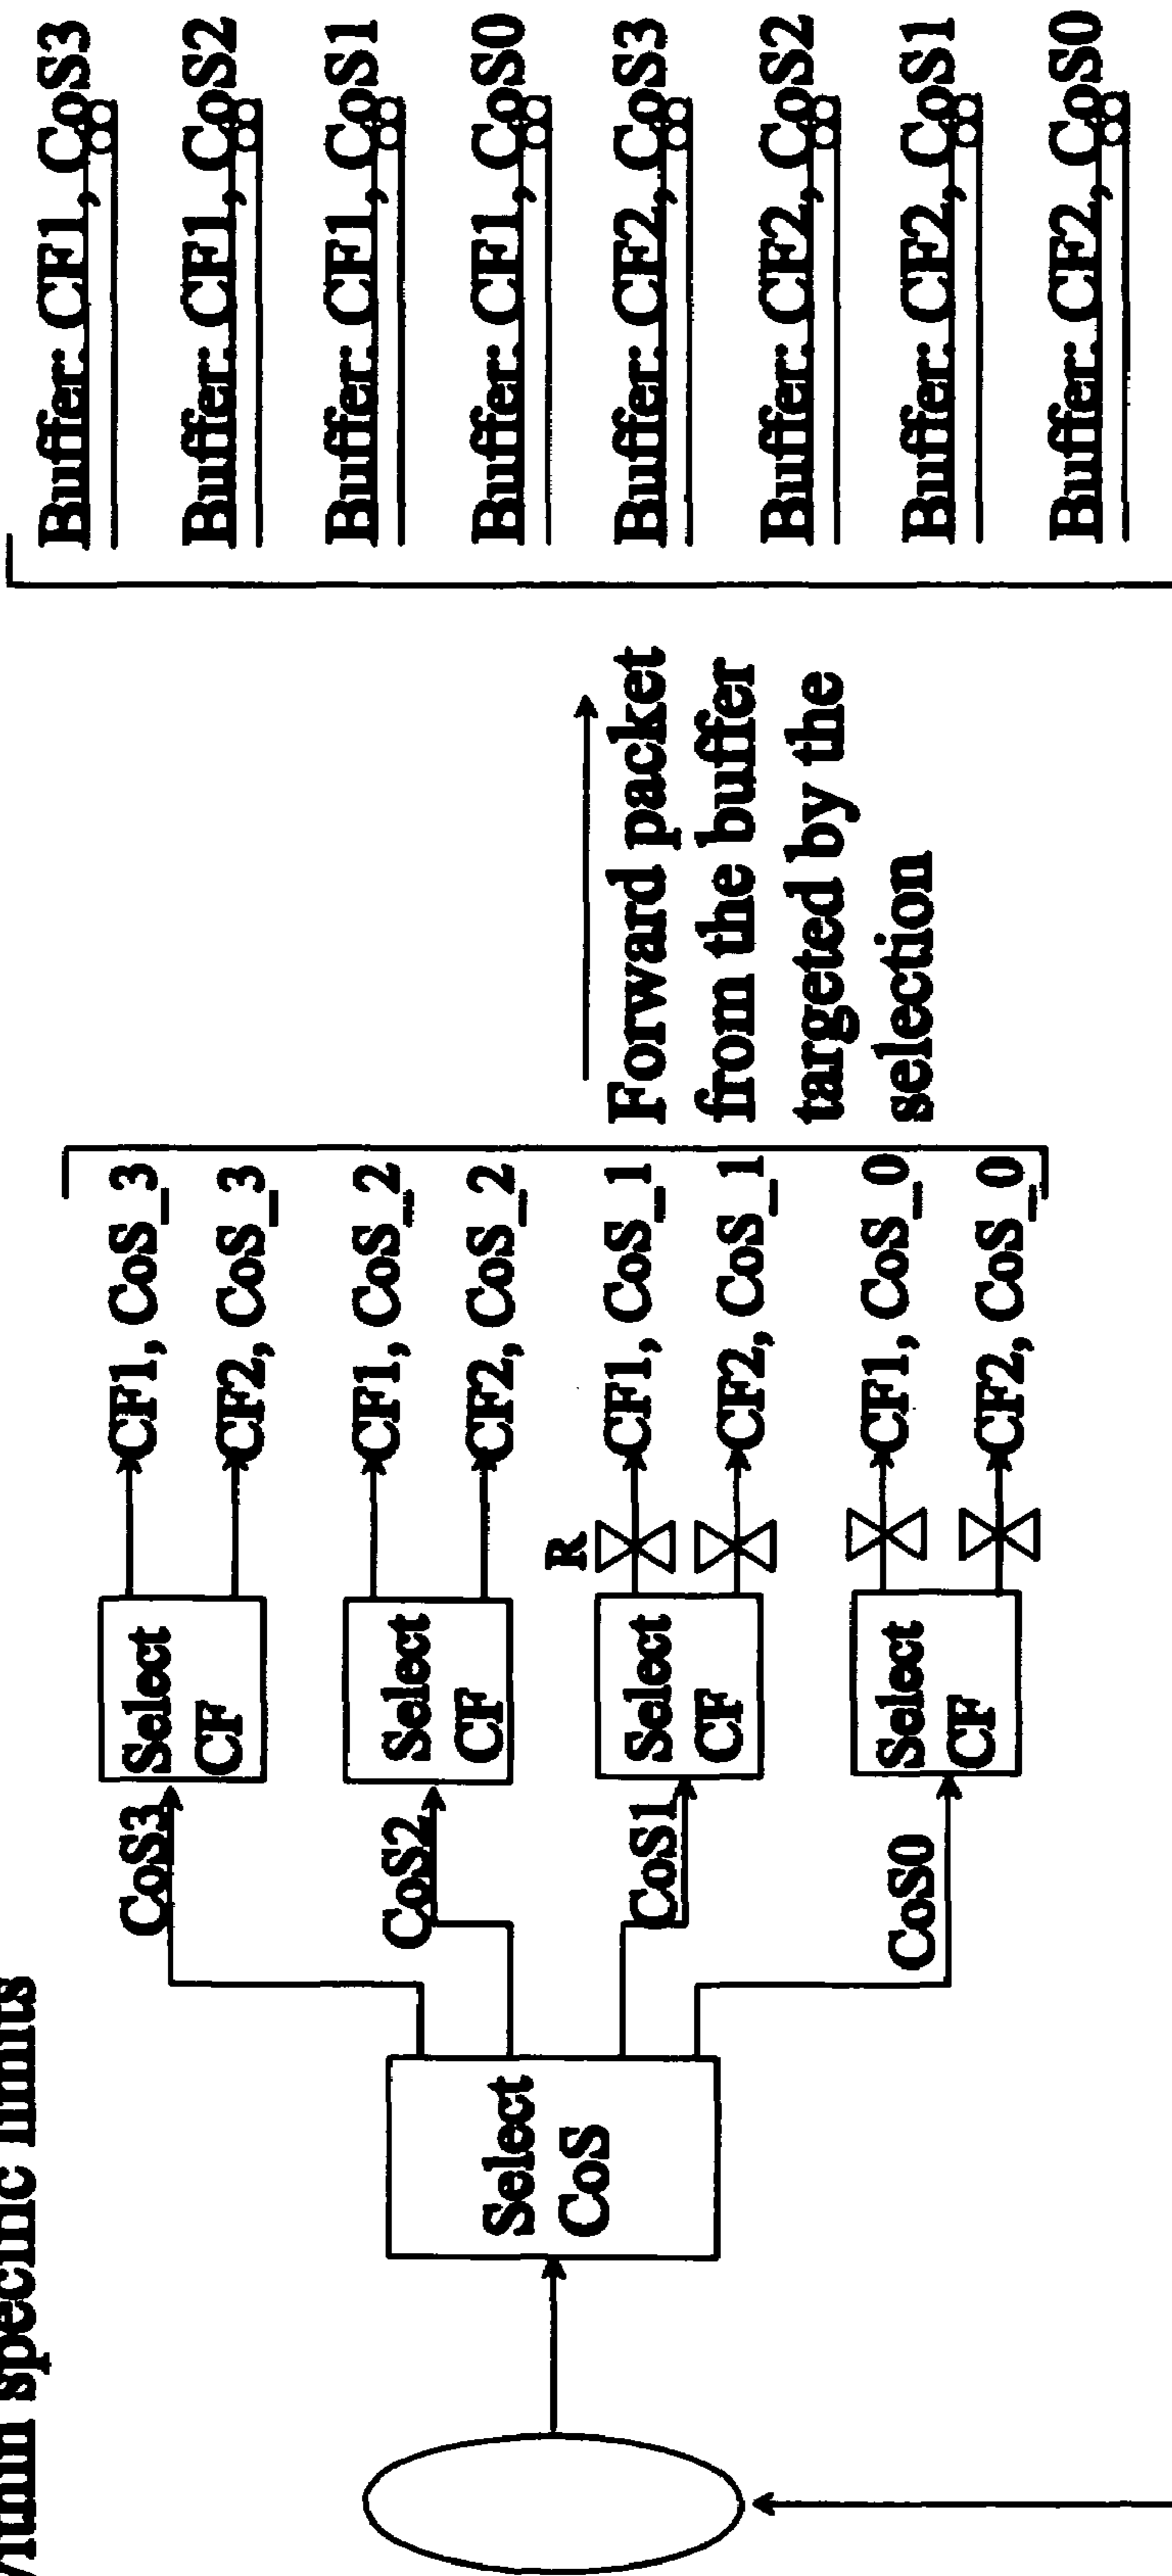 specific limits
Select
CoS
CoS3
CoS2
CoS1
CoS0
Select
CF
Select
CF
Select
CF
Select
CF
R
CF1, CoS_3
CF2, CoS_3
CF1, CoS_2
CF2, CoS_2
CF1, CoS_1
CF2, CoS_1
CF1, CoS_0
CF2, CoS_0
Forward packet
from the buffer
targeted by the
selection
Buffer: CF1, CoS3
Buffer: CF1, CoS2
Buffer: CF1, CoS1
Buffer: CF1, CoS0
Buffer: CF2, CoS3
Buffer: CF2, CoS2
Buffer: CF2, CoS1
Buffer: CF2, CoS0